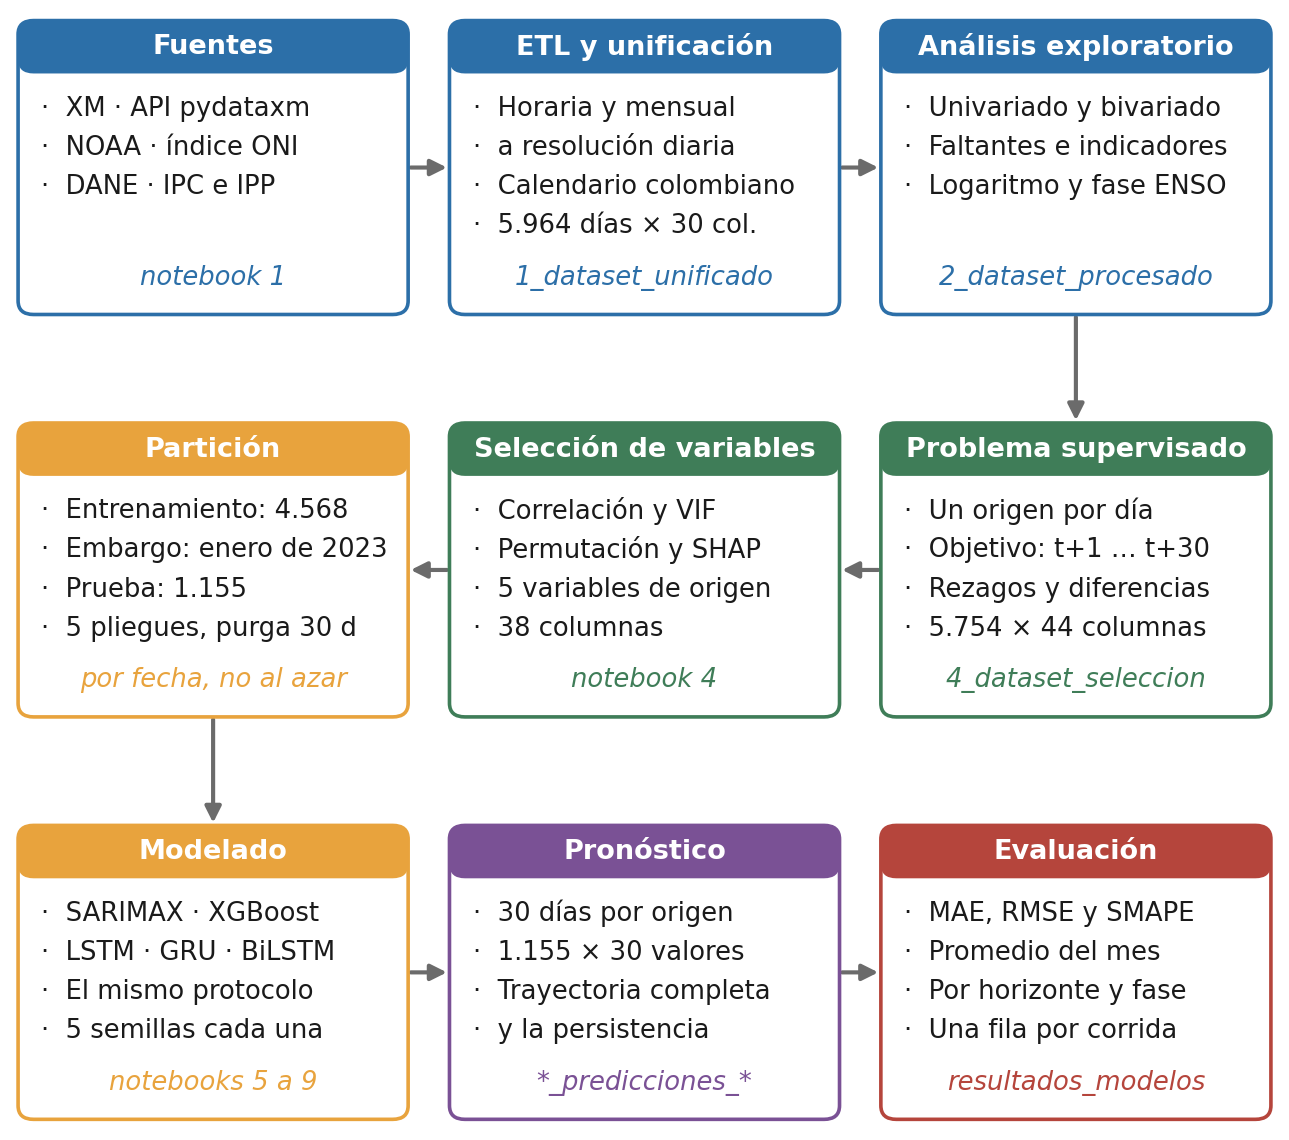 Fuentes
· XM · API pydataxm
· NOAA · índice ONI
· DANE · IPC e IPP
notebook 1
ETL y unificación
· Horaria y mensual
· a resolución diaria
· Calendario colombiano
· 5.964 días × 30 col.
1_dataset_unificado
Análisis exploratorio
· Univariado y bivariado
· Faltantes e indicadores
· Logaritmo y fase ENSO
2_dataset_procesado
Problema supervisado
· Un origen por día
· Objetivo: t+1 … t+30
· Rezagos y diferencias
· 5.754 × 44 columnas
4_dataset_seleccion
Selección de variables
· Correlación y VIF
· Permutación y SHAP
· 5 variables de origen
· 38 columnas
notebook 4
Partición
· Entrenamiento: 4.568
· Embargo: enero de 2023
· Prueba: 1.155
· 5 pliegues, purga 30 d
por fecha, no al azar
Modelado
· SARIMAX · XGBoost
· LSTM · GRU · BiLSTM
· El mismo protocolo
· 5 semillas cada una
notebooks 5 a 9
Pronóstico
· 30 días por origen
· 1.155 × 30 valores
· Trayectoria completa
· y la persistencia
*_predicciones_*
Evaluación
· MAE, RMSE y SMAPE
· Promedio del mes
· Por horizonte y fase
· Una fila por corrida
resultados_modelos